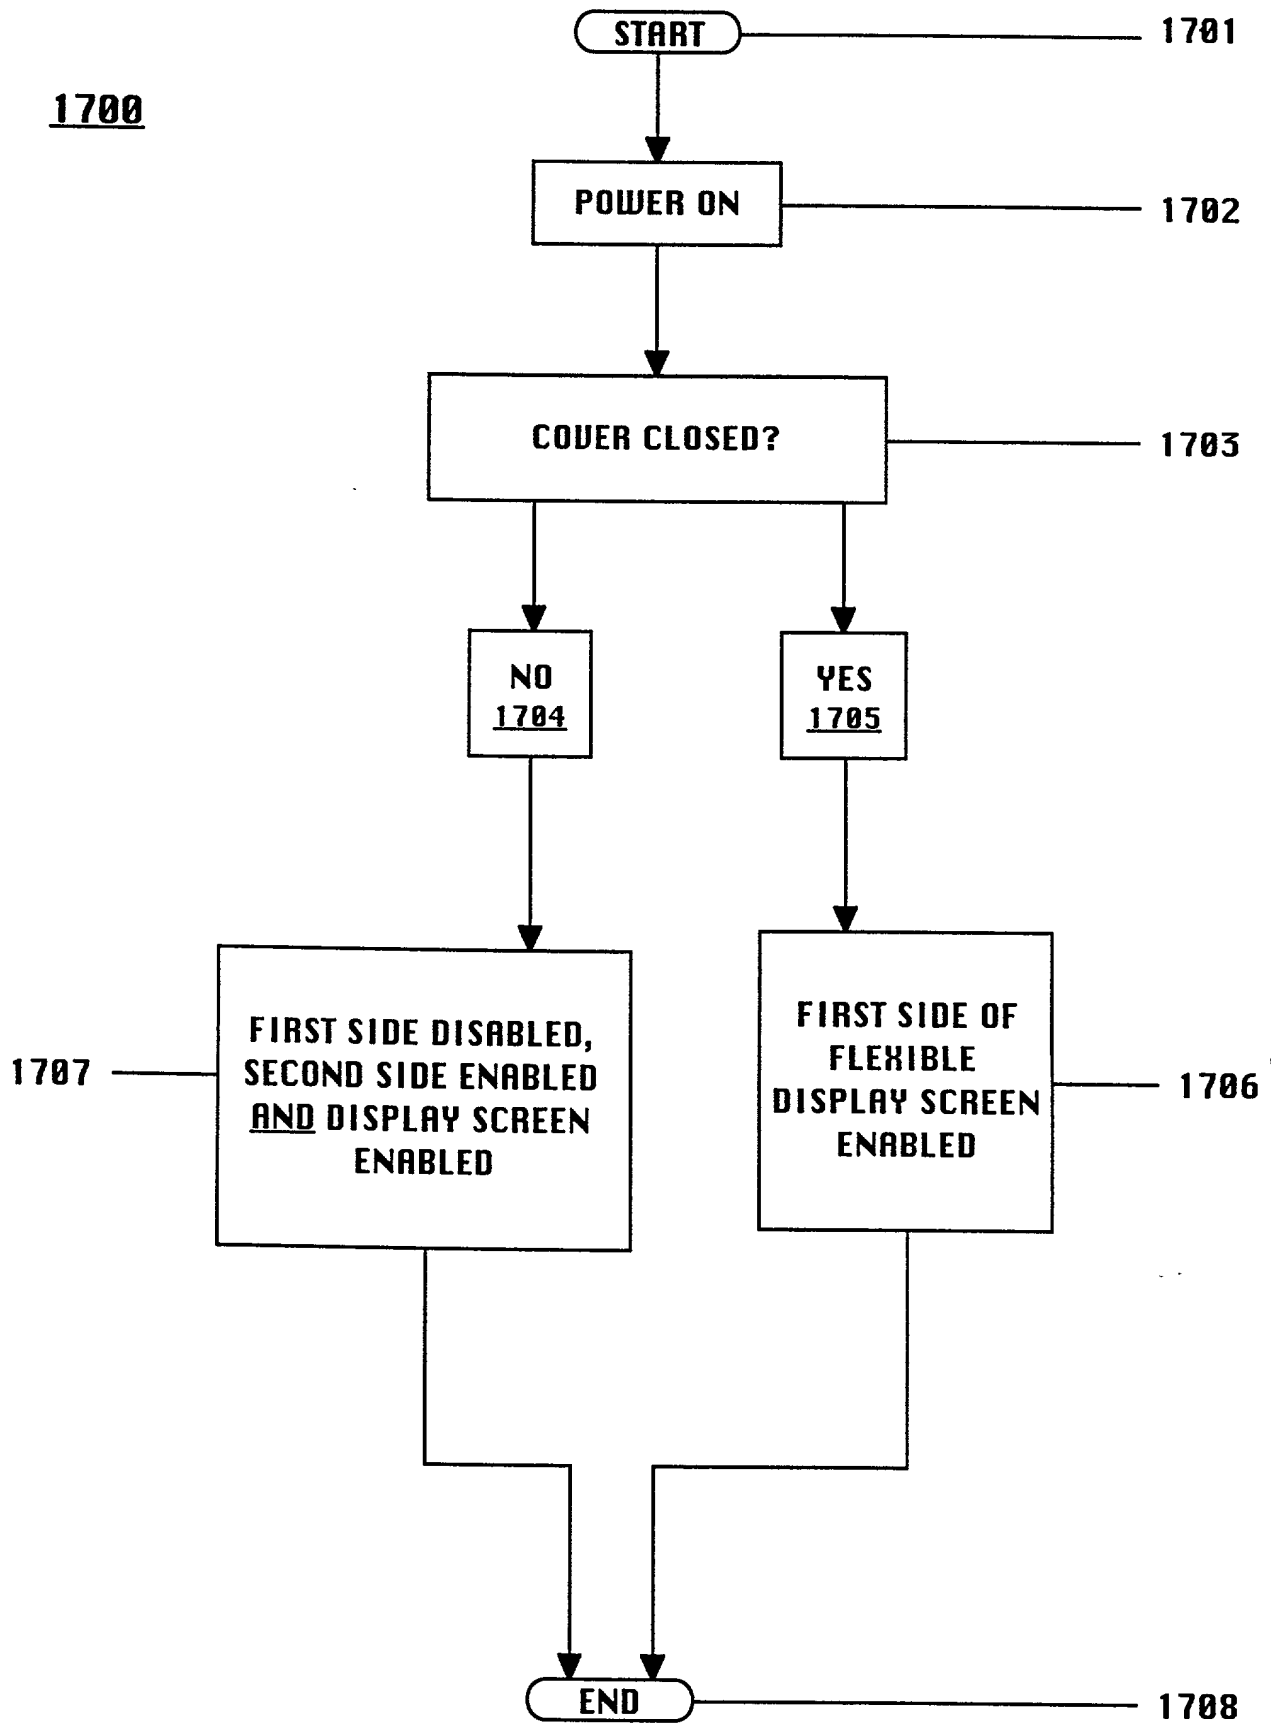 START
1701
1700
POWER ON
1702
COVER CLOSED?
1703
NO
1704
YES
1705
FIRST SIDE DISABLED,
SECOND SIDE ENABLED
AND DISPLAY SCREEN
ENABLED
1707
FIRST SIDE OF
FLEXIBLE
DISPLAY SCREEN
ENABLED
1706
END
1708